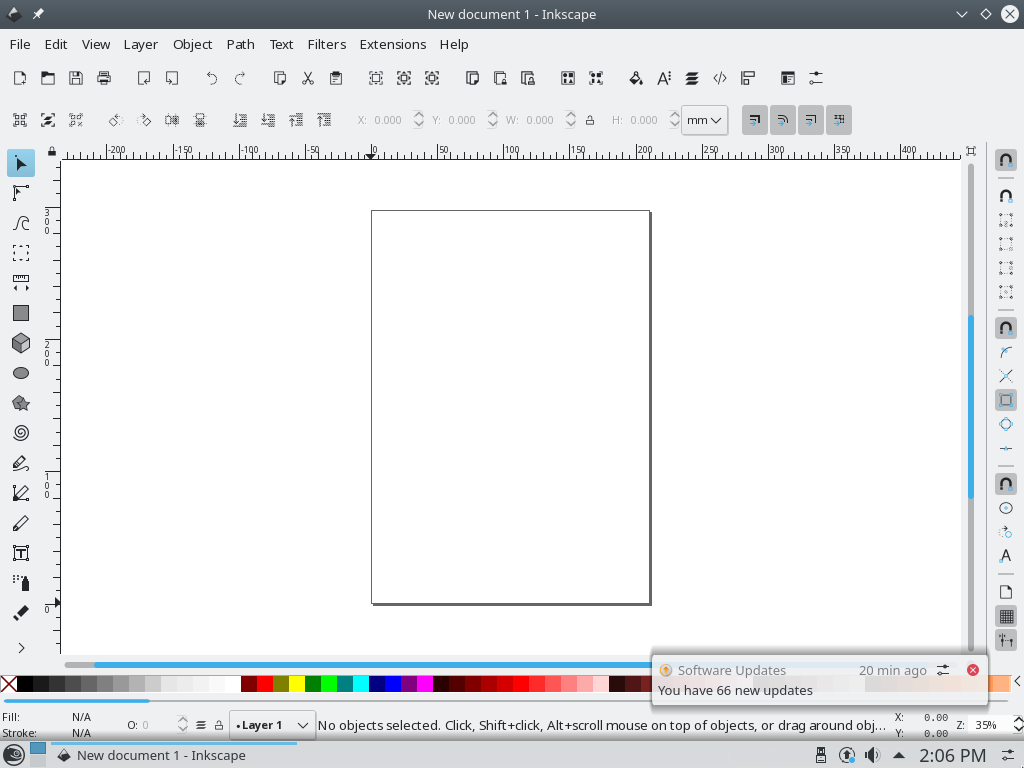 New document 1 - Inkscape
File Edit View Layer Object Path Text Filters Extensions Help
X: 0.000 Y: 0.000 W: 0.000 H: 0.000 mm
-200 -150 -100 -50 0 50 100 150 200 250 300 350 400
300
200
100
0
Software Updates 20 min ago
You have 66 new updates
Fill: N/A
Stroke: N/A
O: 0
•Layer 1
No objects selected. Click, Shift+click, Alt+scroll mouse on top of objects, or drag around obj...
X: 0.00
Y: 0.00
Z: 35%
New document 1 - Inkscape
2:06 PM